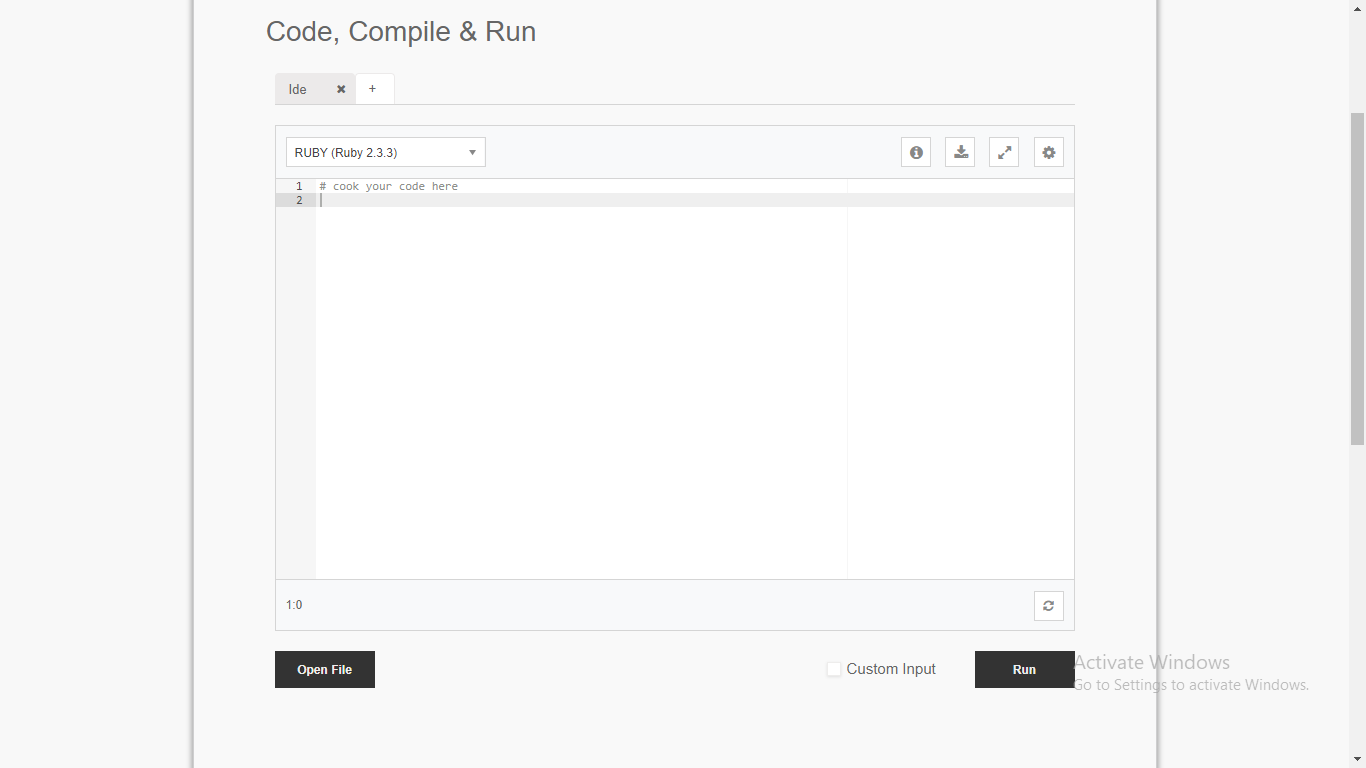 Code, Compile & Run
Ide
+
RUBY (Ruby 2.3.3)
1 # cook your code here
2
1:0
Open File
Custom Input
Run
Activate Windows
Go to Settings to activate Windows.